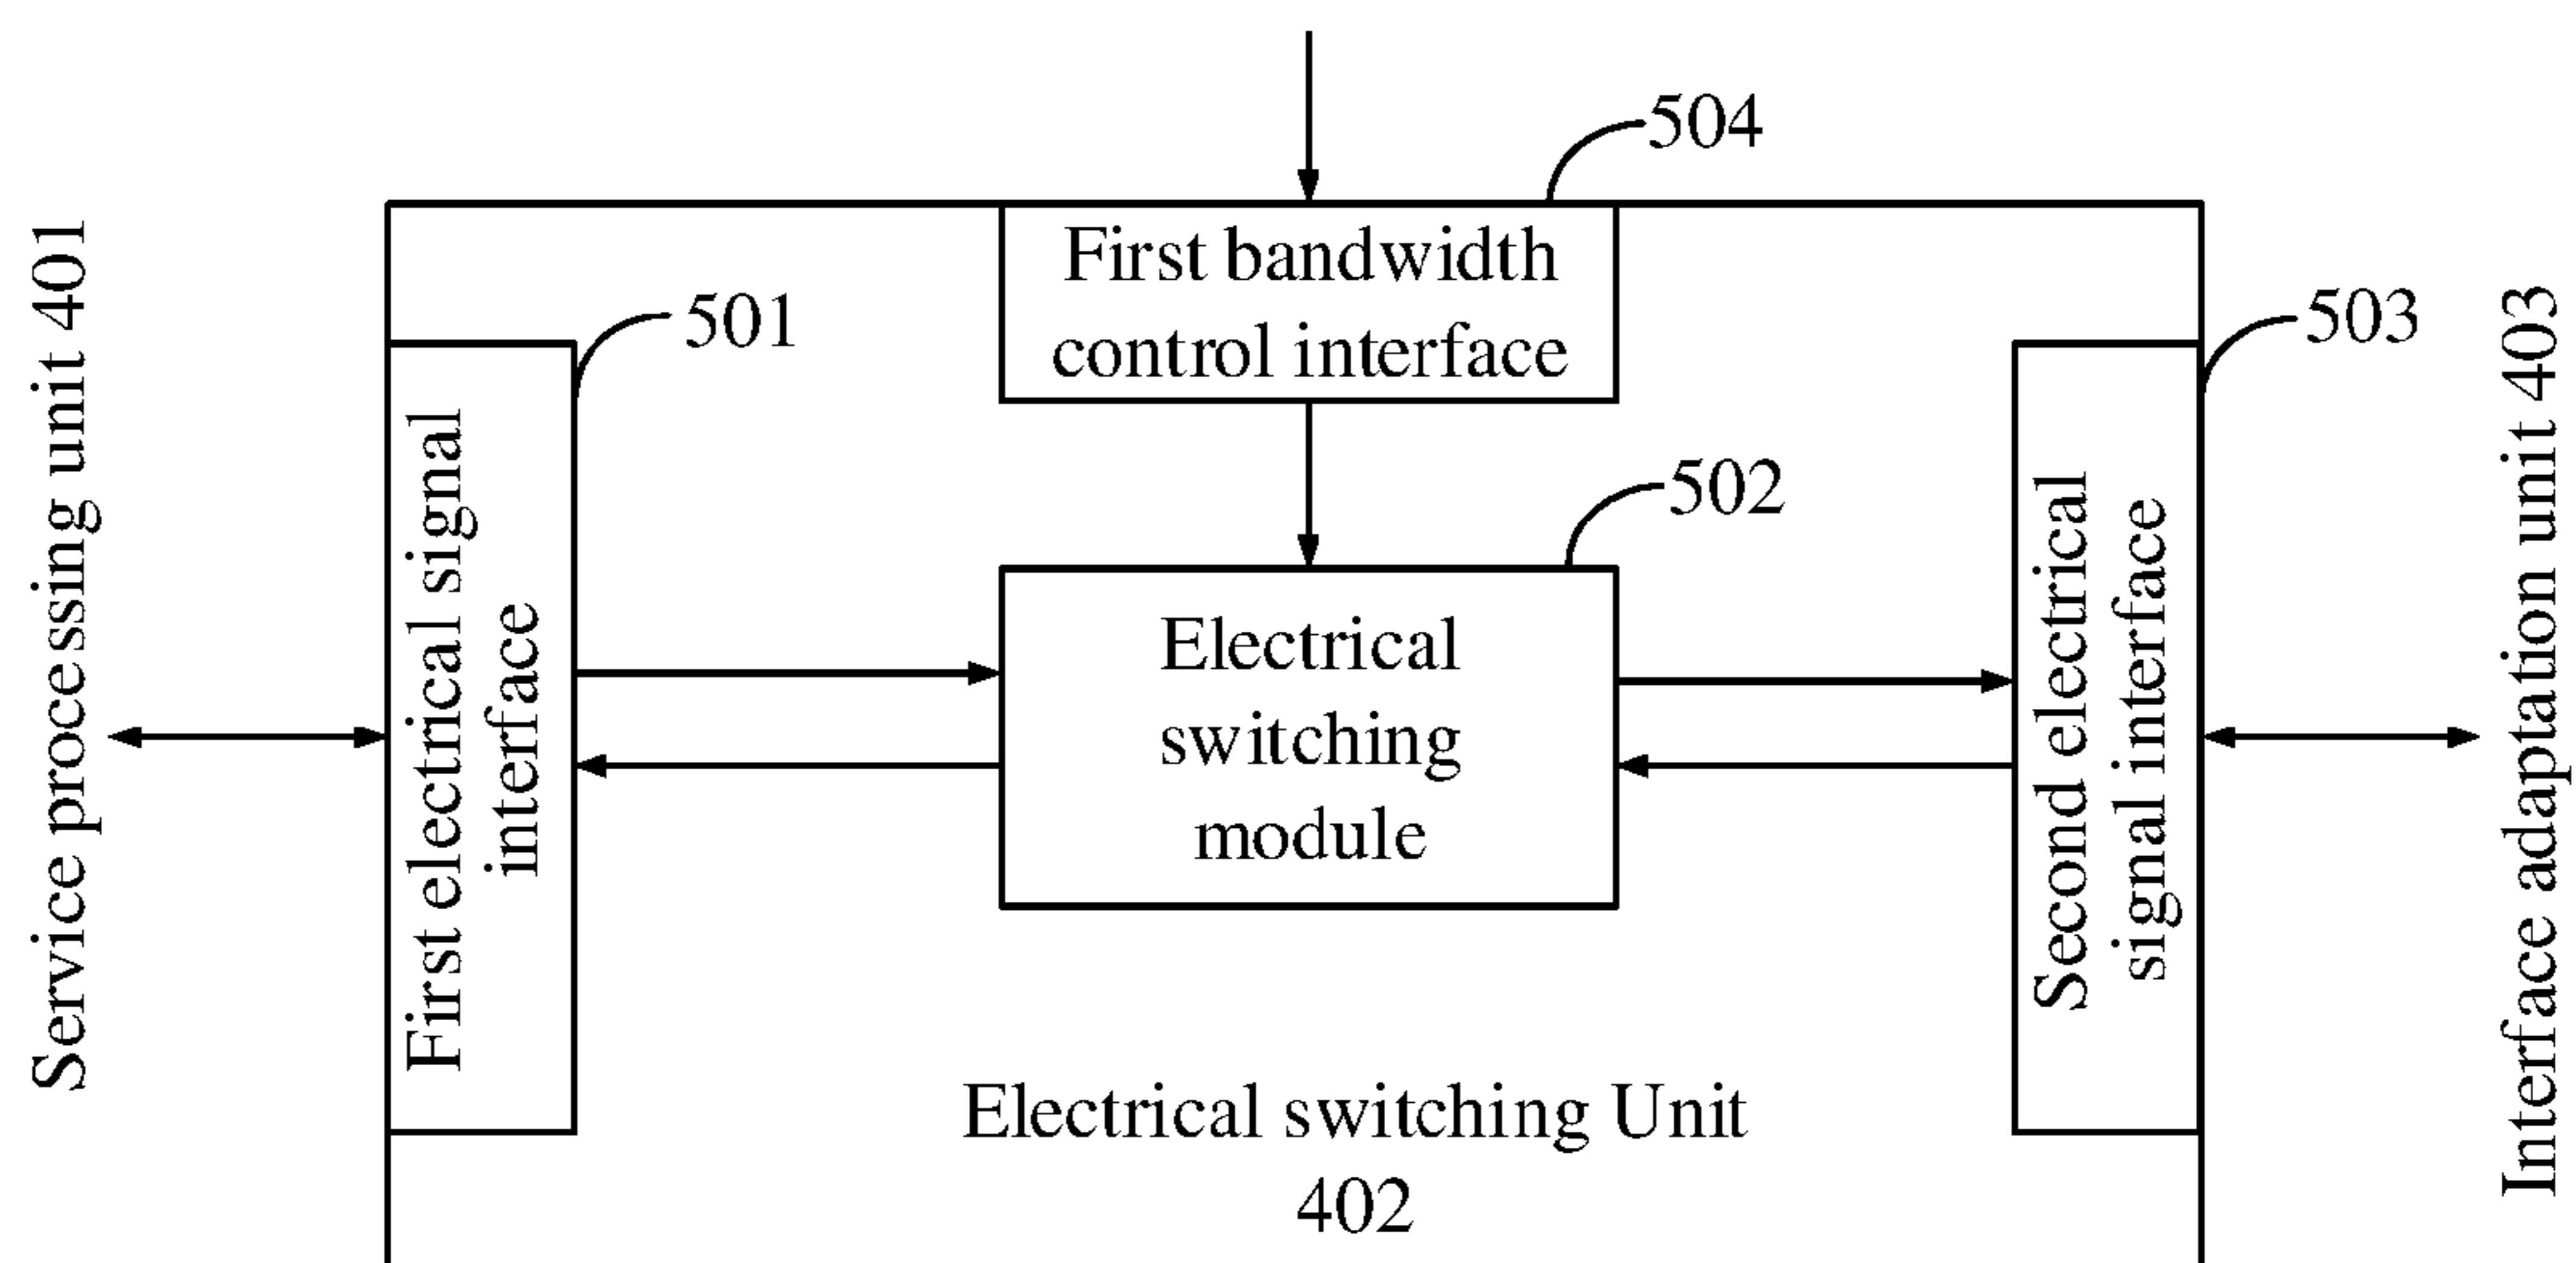 504
First bandwidth
control interface
501
503
502
Service processing unit 401
First electrical signal
interface
Electrical
switching
module
Second electrical
signal interface
Interface adaptation unit 403
Electrical switching Unit
402